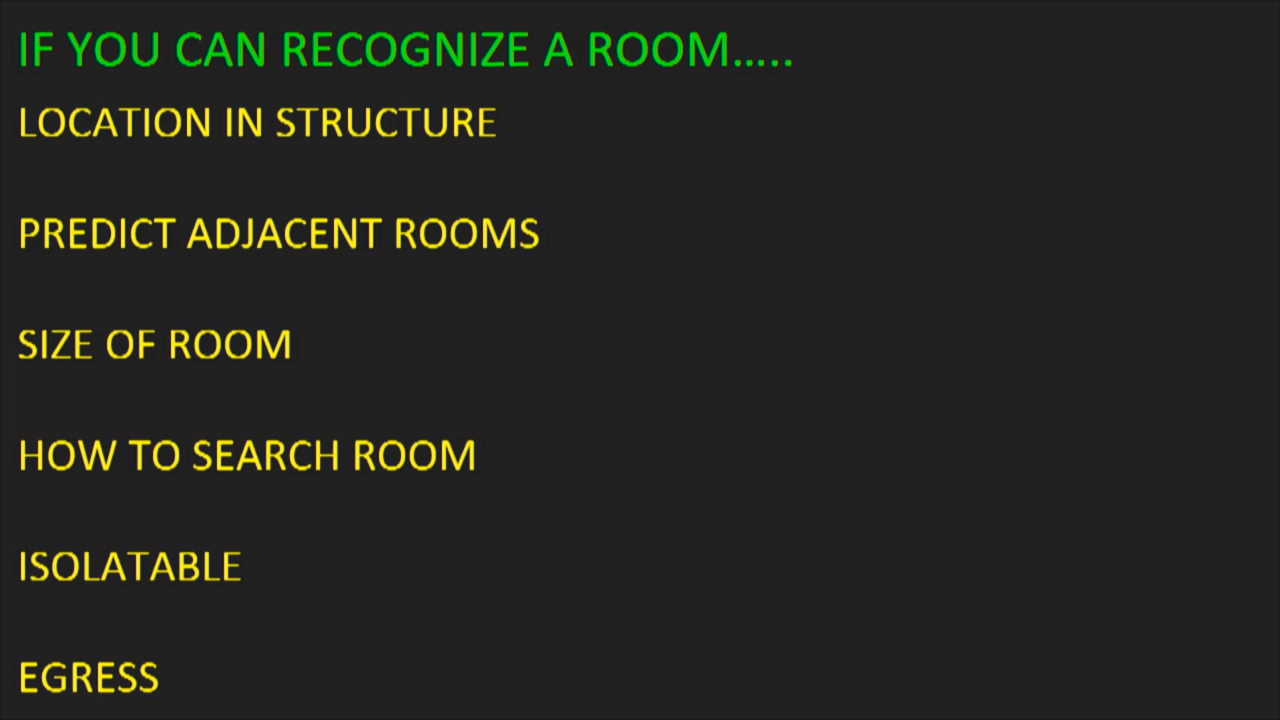 IF YOU CAN RECOGNIZE A ROOM.....
LOCATION IN STRUCTURE
PREDICT ADJACENT ROOMS
SIZE OF ROOM
HOW TO SEARCH ROOM
ISOLATABLE
EGRESS